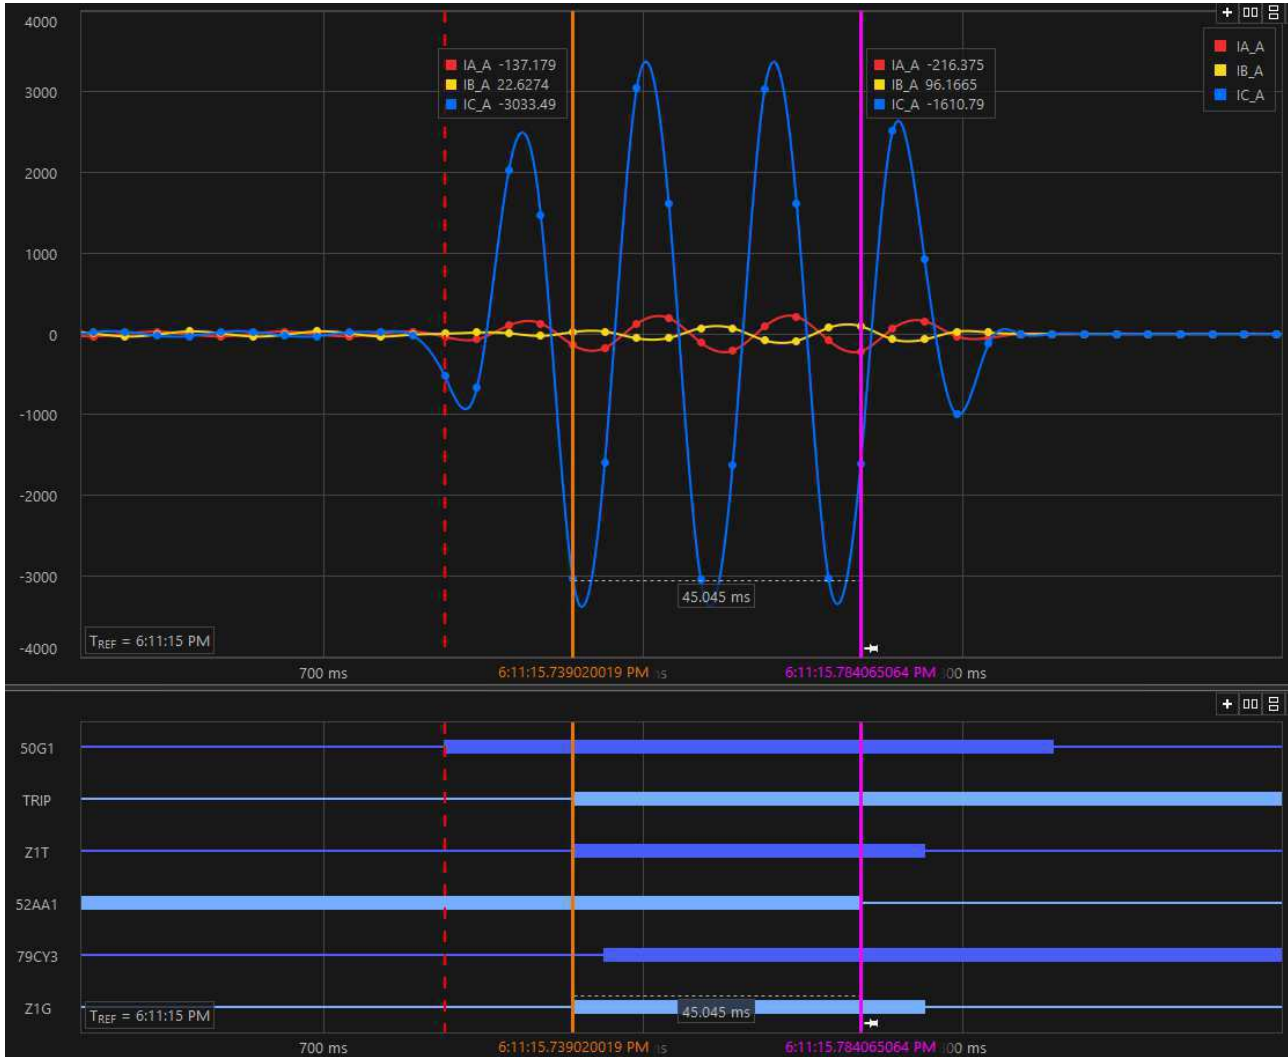 4000
3000
2000
1000
0
-1000
-2000
-3000
-4000
IA_A -137.179
IB_A 22.6274
IC_A -3033.49
IA_A -216.375
IB_A 96.1665
IC_A -1610.79
IA_A
IB_A
IC_A
45.045 ms
TREF = 6:11:15 PM
700 ms
6:11:15.739020019 PM
6:11:15.784065064 PM
00 ms
50G1
TRIP
Z1T
52AA1
79CY3
Z1G
TREF = 6:11:15 PM
45.045 ms
700 ms
6:11:15.739020019 PM
6:11:15.784065064 PM
00 ms